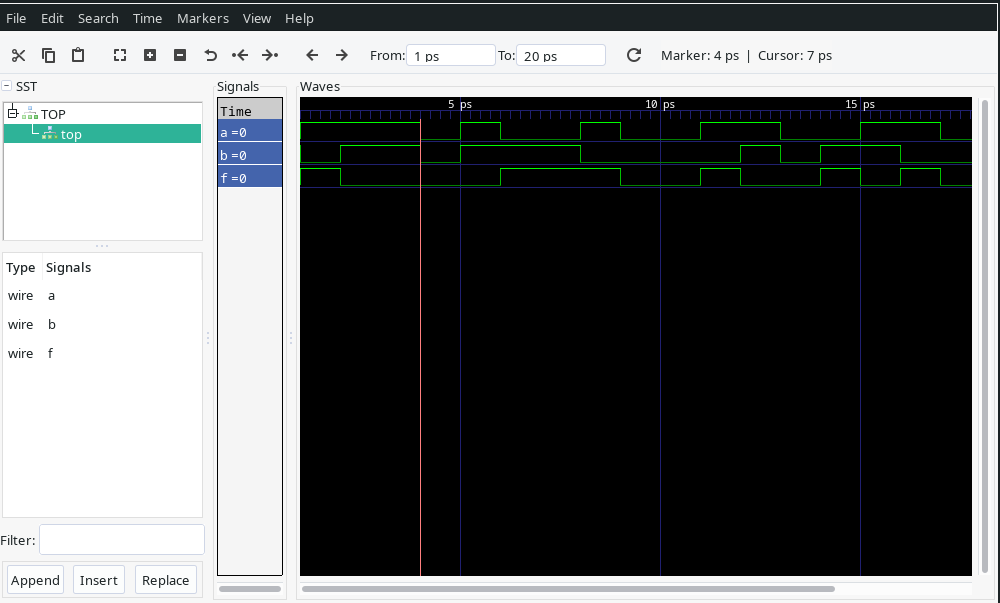 File Edit Search Time Markers View Help
From: 1 ps To: 20 ps Marker: 4 ps | Cursor: 7 ps
SST
TOP
top
Type Signals
wire a
wire b
wire f
Filter:
Append Insert Replace
Signals
Time
a =0
b =0
f =0
Waves
5 ps 10 ps 15 ps